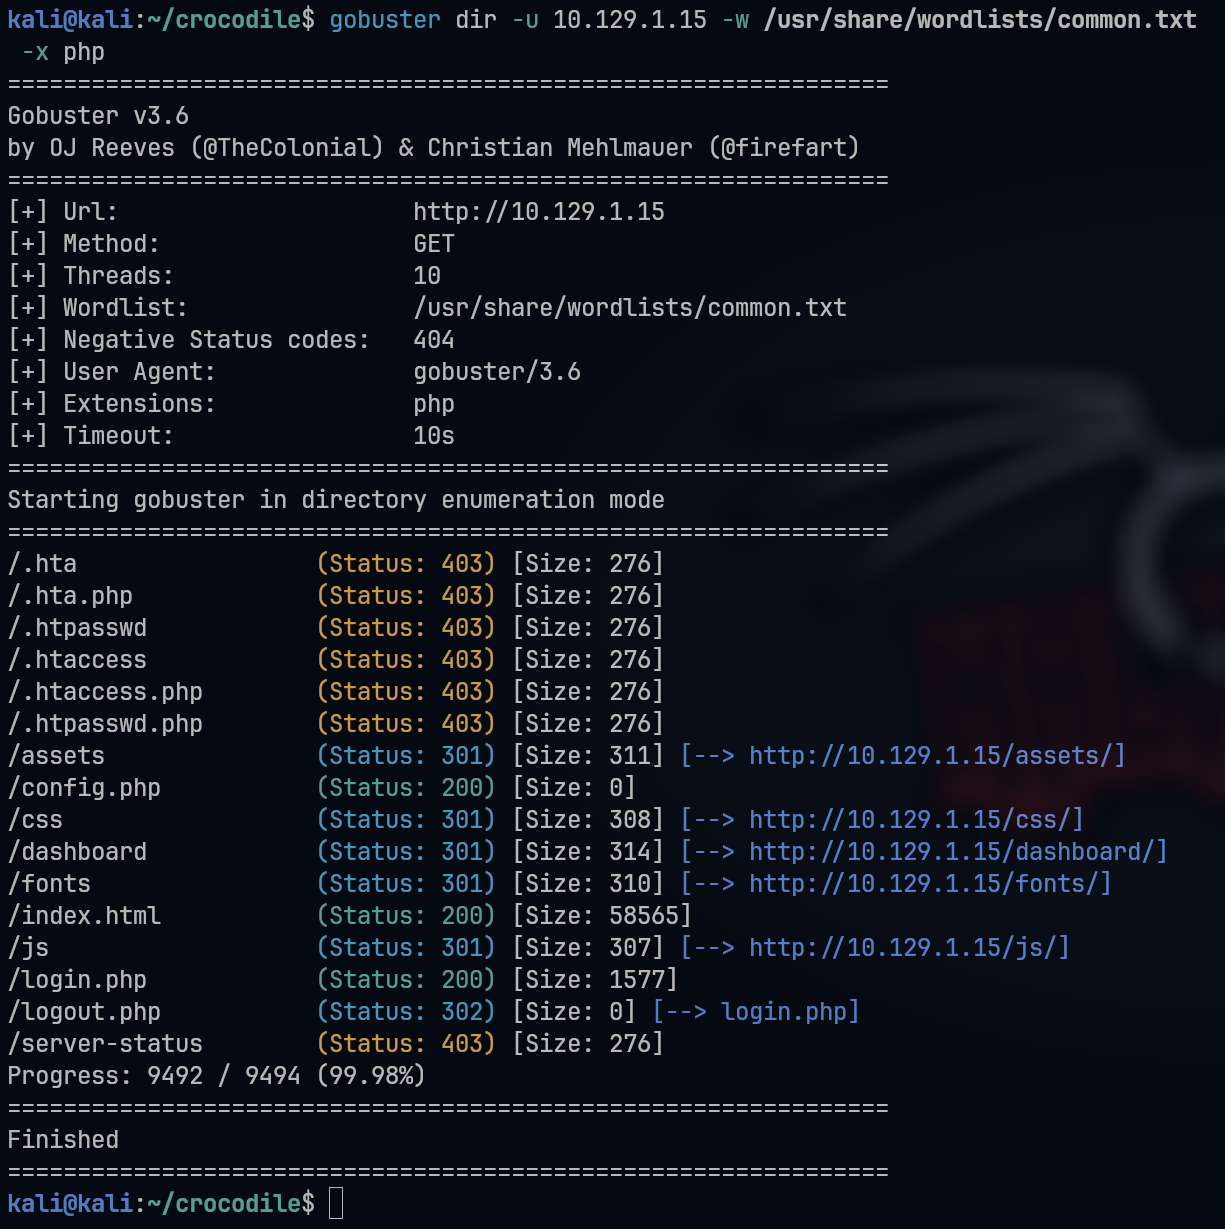 kali@kali:~/crocodile$ gobuster dir -u 10.129.1.15 -w /usr/share/wordlists/common.txt
 -x php
===============================================================
Gobuster v3.6
by OJ Reeves (@TheColonial) & Christian Mehlmauer (@firefart)
===============================================================
[+] Url:                     http://10.129.1.15
[+] Method:                  GET
[+] Threads:                 10
[+] Wordlist:                /usr/share/wordlists/common.txt
[+] Negative Status codes:   404
[+] User Agent:              gobuster/3.6
[+] Extensions:              php
[+] Timeout:                 10s
===============================================================
Starting gobuster in directory enumeration mode
===============================================================
/.hta                 (Status: 403) [Size: 276]
/.hta.php             (Status: 403) [Size: 276]
/.htpasswd            (Status: 403) [Size: 276]
/.htaccess            (Status: 403) [Size: 276]
/.htaccess.php        (Status: 403) [Size: 276]
/.htpasswd.php        (Status: 403) [Size: 276]
/assets               (Status: 301) [Size: 311] [--> http://10.129.1.15/assets/]
/config.php           (Status: 200) [Size: 0]
/css                  (Status: 301) [Size: 308] [--> http://10.129.1.15/css/]
/dashboard            (Status: 301) [Size: 314] [--> http://10.129.1.15/dashboard/]
/fonts                (Status: 301) [Size: 310] [--> http://10.129.1.15/fonts/]
/index.html           (Status: 200) [Size: 58565]
/js                   (Status: 301) [Size: 307] [--> http://10.129.1.15/js/]
/login.php            (Status: 200) [Size: 1577]
/logout.php           (Status: 302) [Size: 0] [--> login.php]
/server-status        (Status: 403) [Size: 276]
Progress: 9492 / 9494 (99.98%)
===============================================================
Finished
===============================================================
kali@kali:~/crocodile$